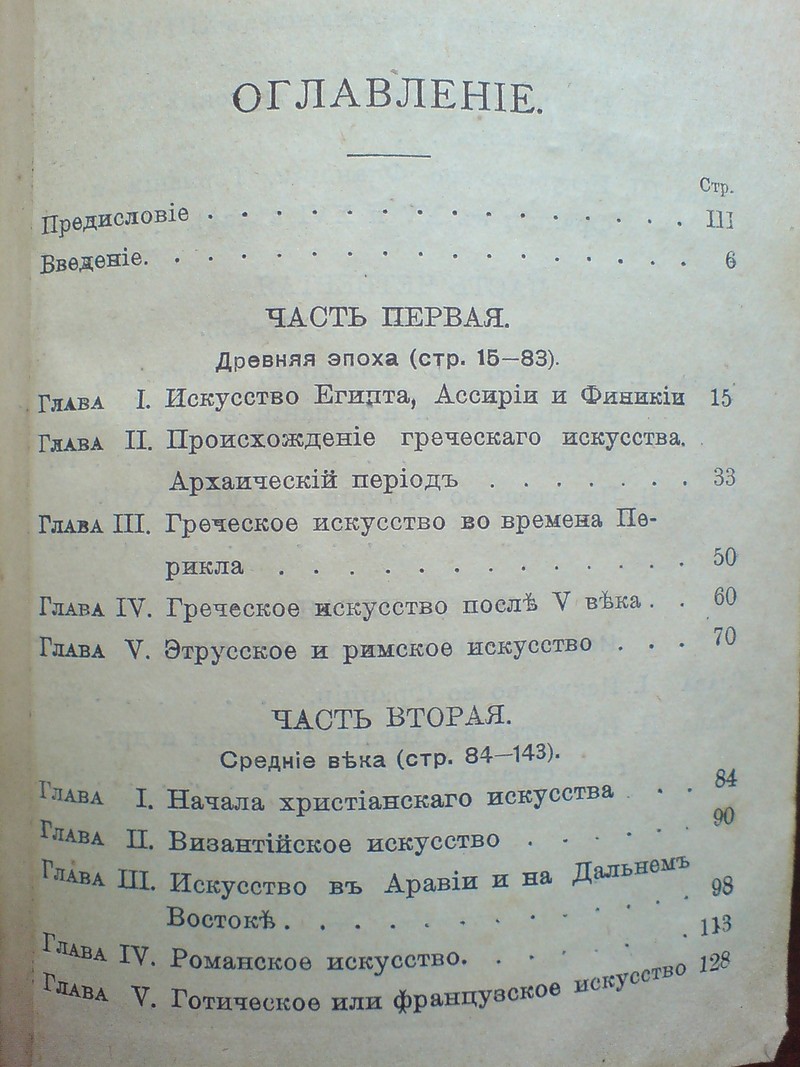 ОГЛАВЛЕНІЕ.
Стр.
Предисловіе . . . . . . . . . . . . . . . III
Введеніе. . . . . . . . . . . . . . . . . 6
ЧАСТЬ ПЕРВАЯ.
Древняя эпоха (стр. 15—83).
Глава I. Искусство Египта, Ассиріи и Финикіи 15
Глава II. Происхожденіе греческаго искусства.
Архаическій періодъ . . . . . . . 33
Глава III. Греческое искусство во времена Пе-
рикла . . . . . . . . . . . . . 50
Глава IV. Греческое искусство послѣ V вѣка . . 60
Глава V. Этрусское и римское искусство . . . 70
ЧАСТЬ ВТОРАЯ.
Средніе вѣка (стр. 84—143).
Глава I. Начала христіанскаго искусства . . . 84
Глава II. Византійское искусство . . . . . . 90
Глава III. Искусство въ Аравіи и на Дальнемъ
Востокѣ . . . . . . . . . . . . . 98
Глава IV. Романское искусство. . . . . . . 113
Глава V. Готическое или французское искусство 128